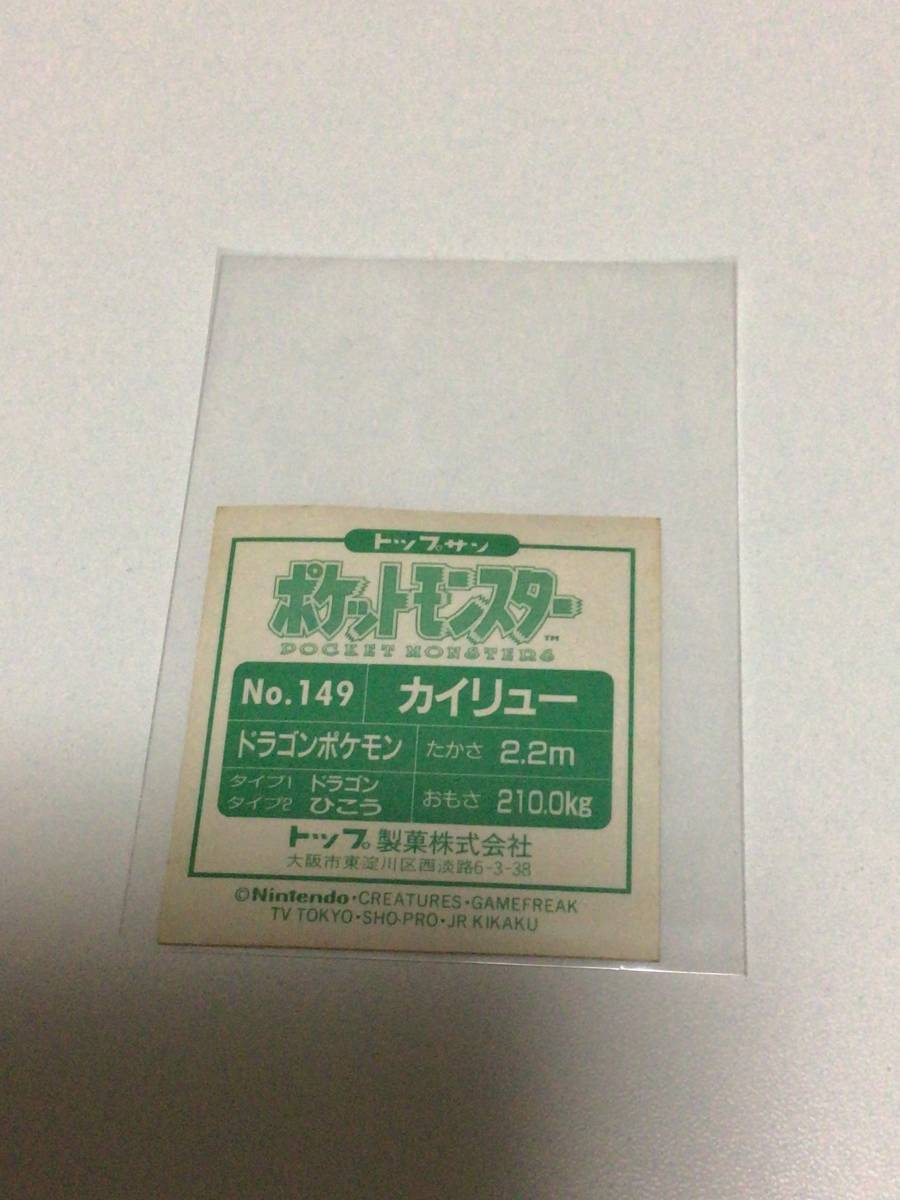 トップサン
ポケットモンスター™
POCKET MONSTERS
No.149 カイリュー
ドラゴンポケモン たかさ 2.2m
タイプ1 ドラゴン
タイプ2 ひこう おもさ 210.0kg
トップ製菓株式会社
大阪市東淀川区西淡路6-3-38
©Nintendo・CREATURES・GAMEFREAK
TV TOKYO・SHO-PRO・JR KIKAKU